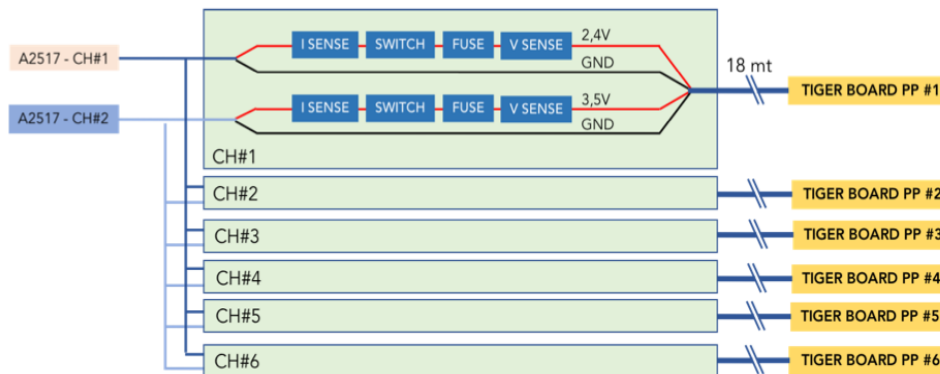 A2517 - CH#1
A2517 - CH#2
I SENSE SWITCH FUSE V SENSE 2,4V
GND
I SENSE SWITCH FUSE V SENSE 3,5V
GND
CH#1
18 mt
TIGER BOARD PP #1
CH#2
TIGER BOARD PP #2
CH#3
TIGER BOARD PP #3
CH#4
TIGER BOARD PP #4
CH#5
TIGER BOARD PP #5
CH#6
TIGER BOARD PP #6